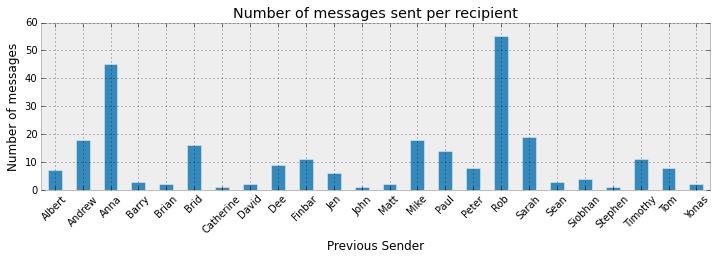 Number of messages sent per recipient
Number of messages
60
50
40
30
20
10
0
Albert
Andrew
Anna
Barry
Brian
Brid
Catherine
David
Dee
Finbar
Jen
John
Matt
Mike
Paul
Peter
Rob
Sarah
Sean
Siobhan
Stephen
Timothy
Tom
Yonas
Previous Sender